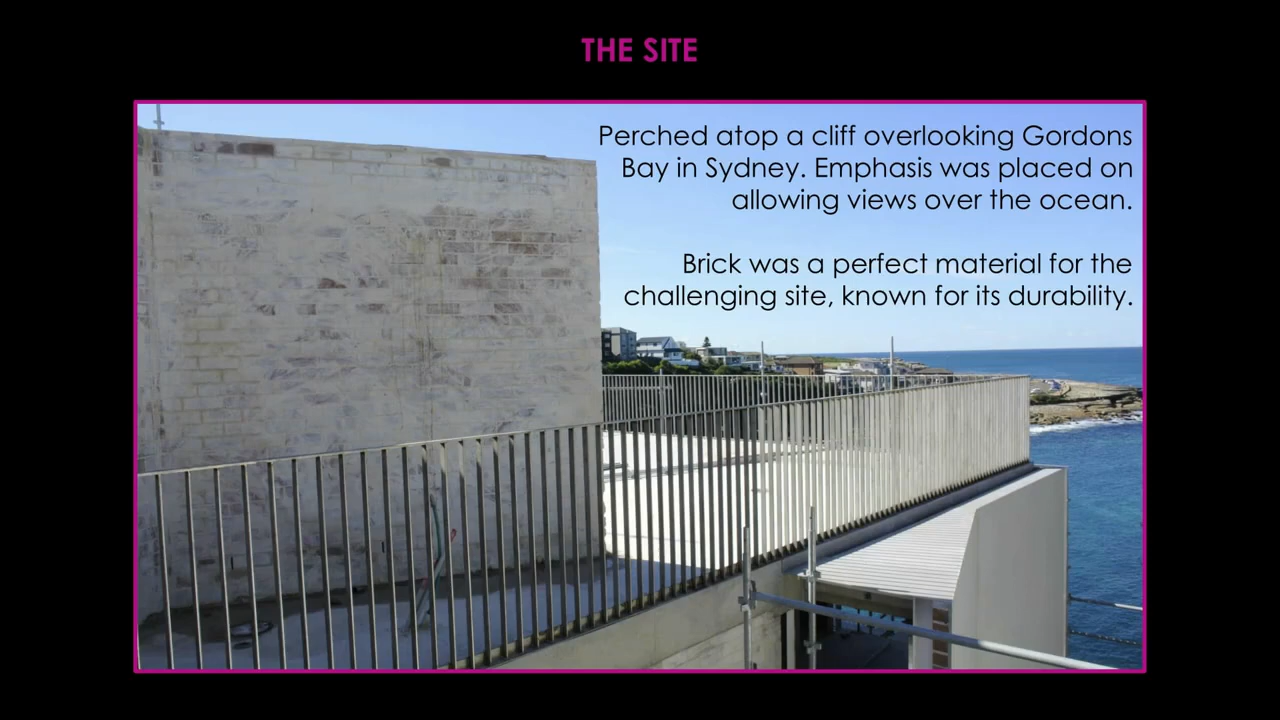 THE SITE
Perched atop a cliff overlooking Gordons
Bay in Sydney. Emphasis was placed on
allowing views over the ocean.
Brick was a perfect material for the
challenging site, known for its durability.